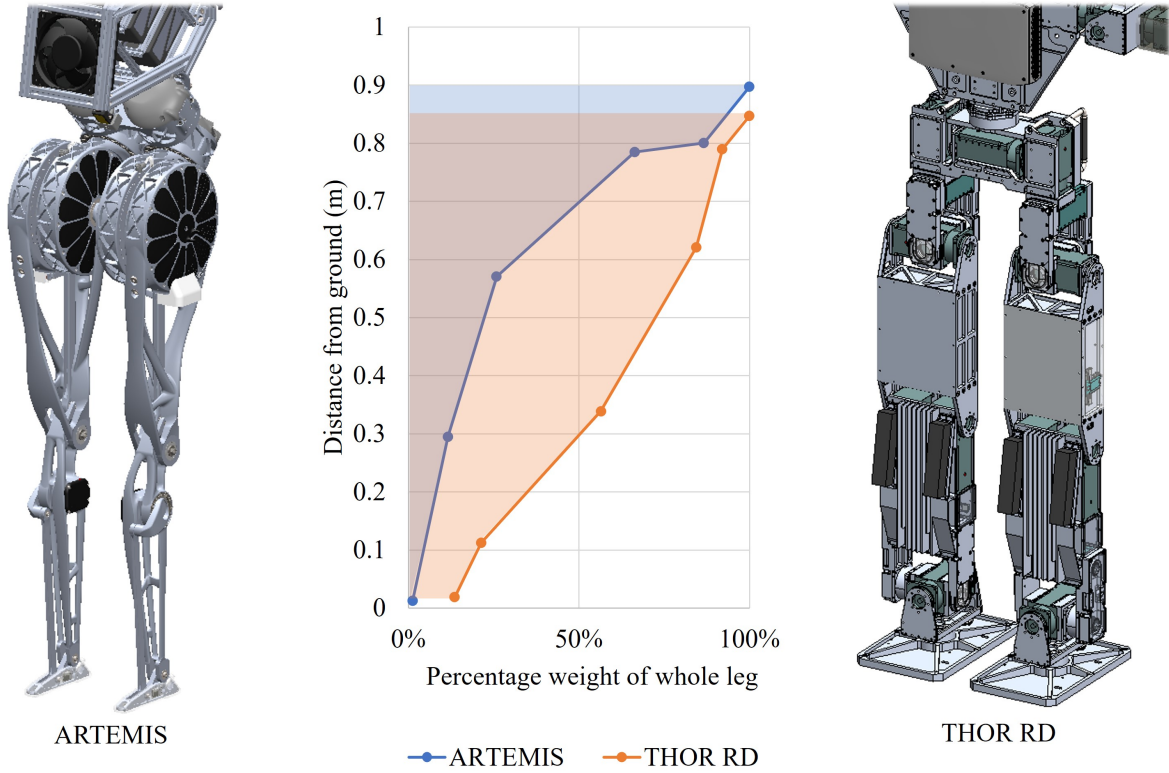 1
0.9
0.8
0.7
0.6
0.5
0.4
0.3
0.2
0.1
0
Distance from ground (m)
0% 50% 100%
Percentage weight of whole leg
ARTEMIS
THOR RD
ARTEMIS THOR RD